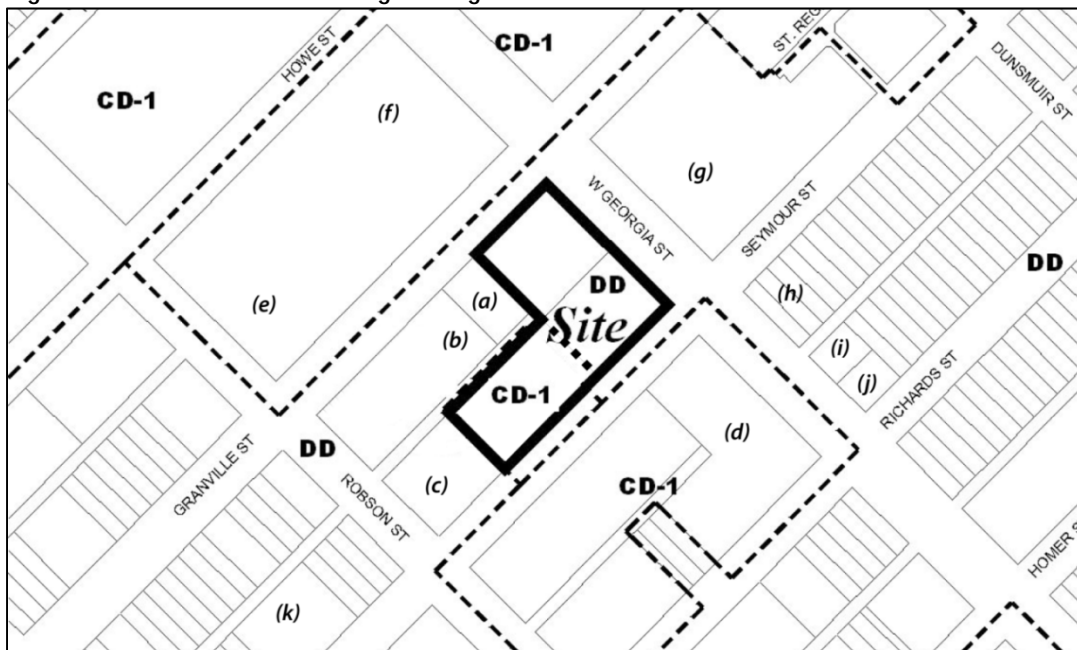 CD-1
HOWE ST
CD-1
ST. REG
DUNSMUIR ST
(f)
(g)
W GEORGIA ST
SEYMOUR ST
DD
(h)
(e)
(a)
DD
Site
(b)
(i)
(j)
RICHARDS ST
CD-1
GRANVILLE ST
DD
ROBSON ST
(c)
(d)
CD-1
HOMER S
(k)